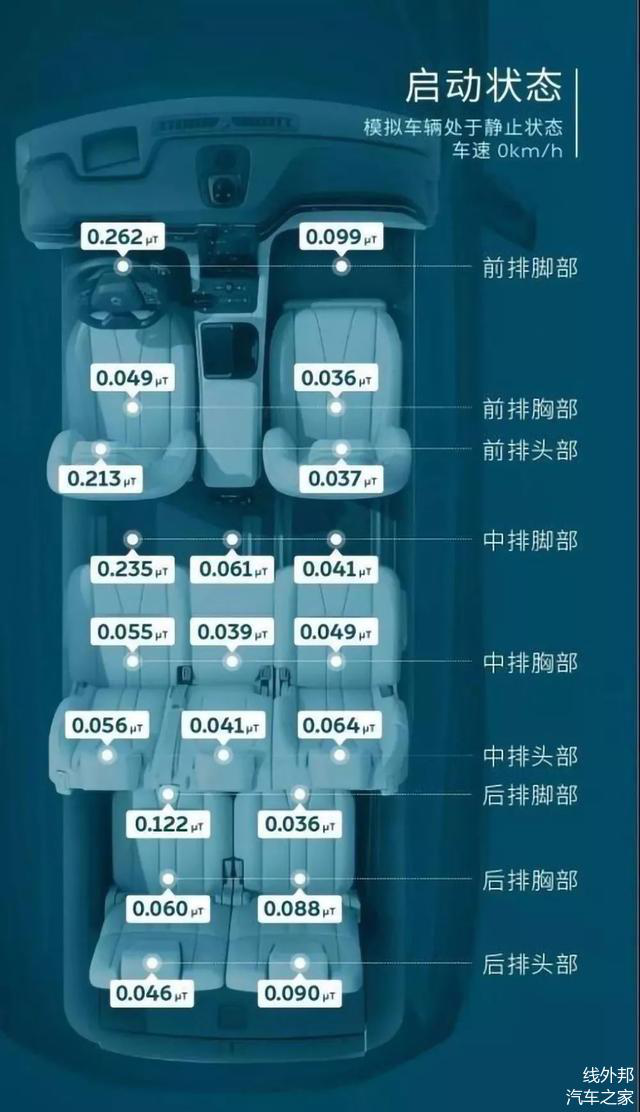 启动状态
模拟车辆处于静止状态
车速 0km/h
0.262 μT 0.099 μT
前排脚部
0.049 μT 0.036 μT
前排胸部
前排头部
0.213 μT 0.037 μT
中排脚部
0.235 μT 0.061 μT 0.041 μT
0.055 μT 0.039 μT 0.049 μT
中排胸部
0.056 μT 0.041 μT 0.064 μT
中排头部
后排脚部
0.122 μT 0.036 μT
后排胸部
0.060 μT 0.088 μT
后排头部
0.046 μT 0.090 μT
线外邦
汽车之家